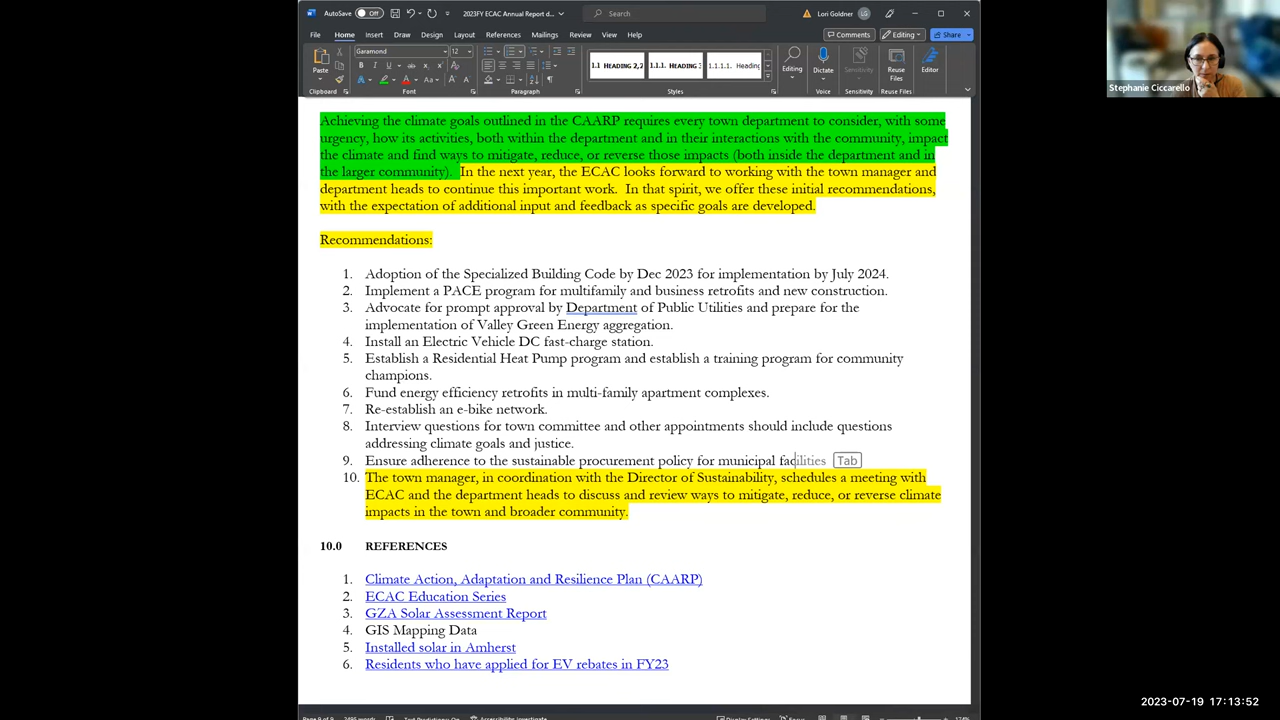 AutoSave Off 2023FY ECAC Annual Report d... Search Lori Goldner LG
File Home Insert Draw Design Layout References Mailings Review View Help Comments Editing Share
Garamond 12
1.1 HEADING 2,2 1.1.1. HEADING 3 1.1.1.1. Heading
Paste Editing Dictate Sensitivity Reuse Files Editor
Clipboard Font Paragraph Styles Voice Sensitivity Reuse Files
Stephanie Ciccarello
Achieving the climate goals outlined in the CAARP requires every town department to consider, with some
urgency, how its activities, both within the department and in their interactions with the community, impact
the climate and find ways to mitigate, reduce, or reverse those impacts (both inside the department and in
the larger community). In the next year, the ECAC looks forward to working with the town manager and
department heads to continue this important work. In that spirit, we offer these initial recommendations,
with the expectation of additional input and feedback as specific goals are developed.
Recommendations:
1. Adoption of the Specialized Building Code by Dec 2023 for implementation by July 2024.
2. Implement a PACE program for multifamily and business retrofits and new construction.
3. Advocate for prompt approval by Department of Public Utilities and prepare for the
implementation of Valley Green Energy aggregation.
4. Install an Electric Vehicle DC fast-charge station.
5. Establish a Residential Heat Pump program and establish a training program for community
champions.
6. Fund energy efficiency retrofits in multi-family apartment complexes.
7. Re-establish an e-bike network.
8. Interview questions for town committee and other appointments should include questions
addressing climate goals and justice.
9. Ensure adherence to the sustainable procurement policy for municipal facilities Tab
10. The town manager, in coordination with the Director of Sustainability, schedules a meeting with
ECAC and the department heads to discuss and review ways to mitigate, reduce, or reverse climate
impacts in the town and broader community.
10.0 REFERENCES
1. Climate Action, Adaptation and Resilience Plan (CAARP)
2. ECAC Education Series
3. GZA Solar Assessment Report
4. GIS Mapping Data
5. Installed solar in Amherst
6. Residents who have applied for EV rebates in FY23
2023-07-19 17:13:52